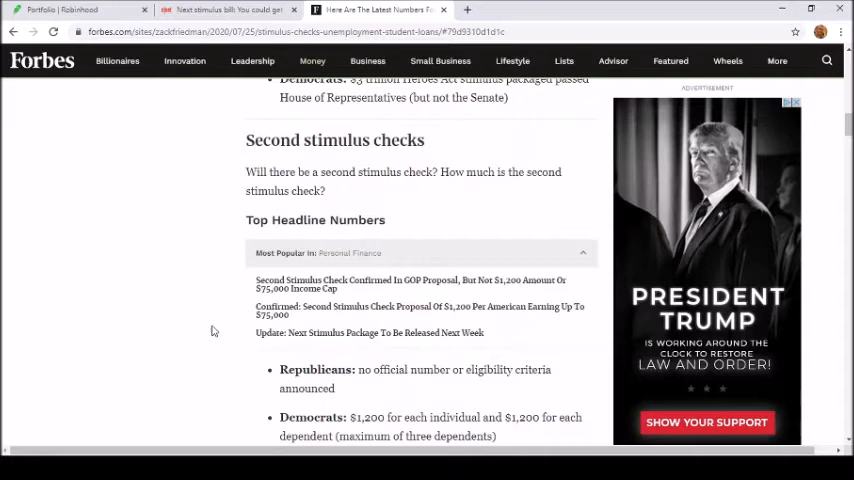 Portfolio | Robinhood
Next stimulus bill: You could get
Here Are The Latest Numbers Fo
forbes.com/sites/zackfriedman/2020/07/25/stimulus-checks-unemployment-student-loans/#79d9310d1d1c
Forbes
Billionaires Innovation Leadership Money Business Small Business Lifestyle Lists Advisor Featured Wheels More
Democrats: $3 trillion Heroes Act stimulus packaged passed
House of Representatives (but not the Senate)
Second stimulus checks
Will there be a second stimulus check? How much is the second
stimulus check?
Top Headline Numbers
Most Popular In: Personal Finance
Second Stimulus Check Confirmed In GOP Proposal, But Not $1,200 Amount Or
$75,000 Income Cap
Confirmed: Second Stimulus Check Proposal Of $1,200 Per American Earning Up To
$75,000
Update: Next Stimulus Package To Be Released Next Week
• Republicans: no official number or eligibility criteria
announced
• Democrats: $1,200 for each individual and $1,200 for each
dependent (maximum of three dependents)
ADVERTISEMENT
PRESIDENT
TRUMP
IS WORKING AROUND THE
CLOCK TO RESTORE
LAW AND ORDER!
SHOW YOUR SUPPORT